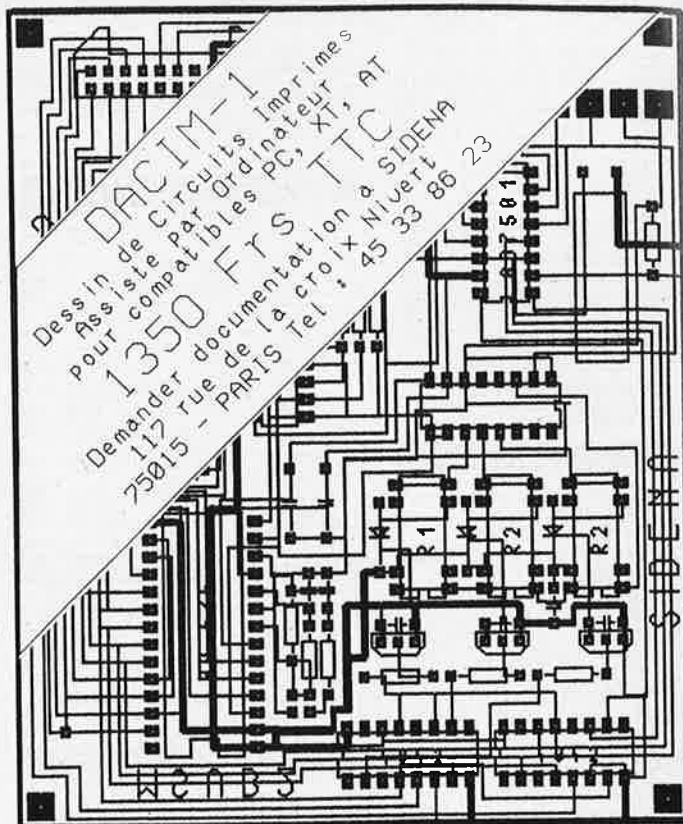 DACIM-1
Dessin de Circuits Imprimes
Assiste Par Ordinateur
pour compatibles PC, XT, AT
1350 Frs TTC
Demander documentation a SIDENA
117 rue de la croix Nivert
75015 - PARIS Tel : 45 33 86 23
501
R1
R2
R2
SIDENA